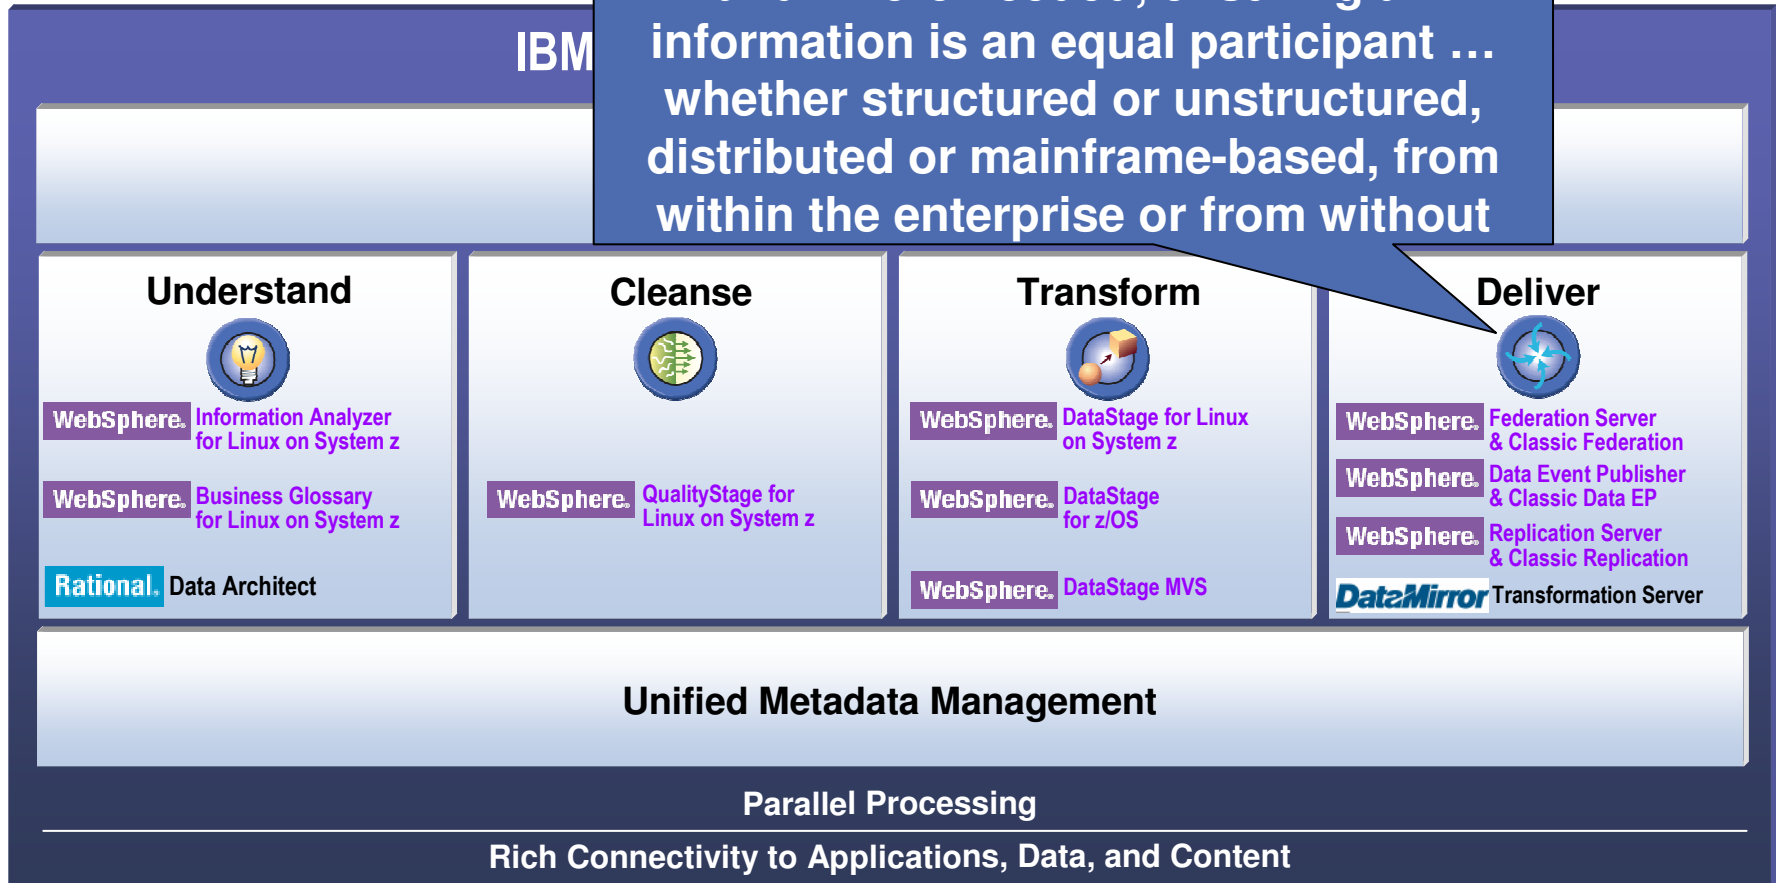 IBM
information is an equal participant …
whether structured or unstructured,
distributed or mainframe-based, from
within the enterprise or from without
Understand
WebSphere® Information Analyzer
for Linux on System z
WebSphere® Business Glossary
for Linux on System z
Rational® Data Architect
Cleanse
WebSphere® QualityStage for
Linux on System z
Transform
WebSphere® DataStage for Linux
on System z
WebSphere® DataStage
for z/OS
WebSphere® DataStage MVS
Deliver
WebSphere® Federation Server
& Classic Federation
WebSphere® Data Event Publisher
& Classic Data EP
WebSphere® Replication Server
& Classic Replication
DataMirror Transformation Server
Unified Metadata Management
Parallel Processing
Rich Connectivity to Applications, Data, and Content